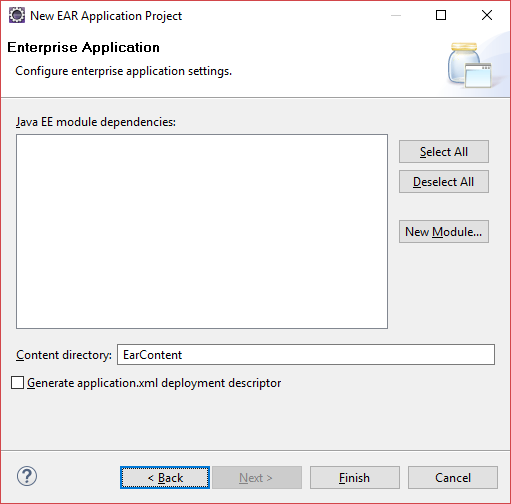 New EAR Application Project
Enterprise Application
Configure enterprise application settings.
Java EE module dependencies:
Select All
Deselect All
New Module...
Content directory: EarContent
Generate application.xml deployment descriptor
? < Back Next > Finish Cancel